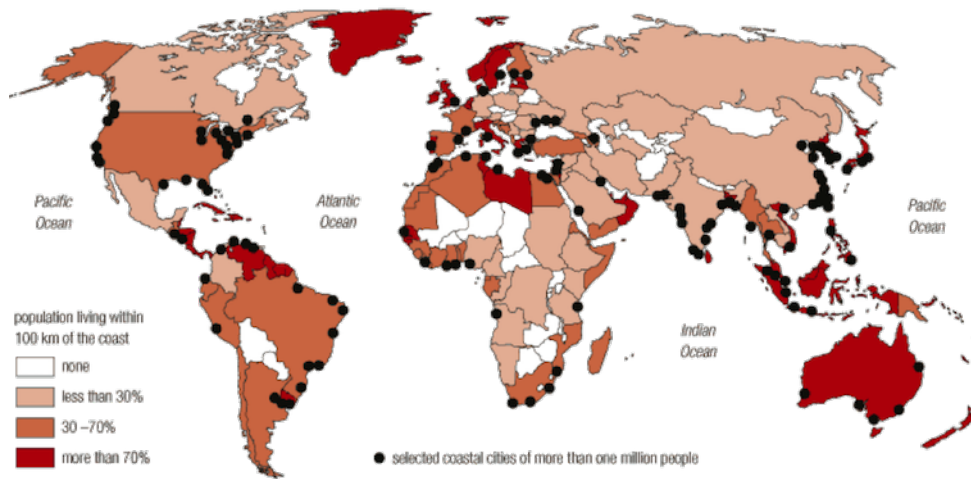 Pacific
Ocean
Atlantic
Ocean
Pacific
Ocean
Indian
Ocean
population living within
100 km of the coast
none
less than 30%
30 –70%
more than 70%
selected coastal cities of more than one million people